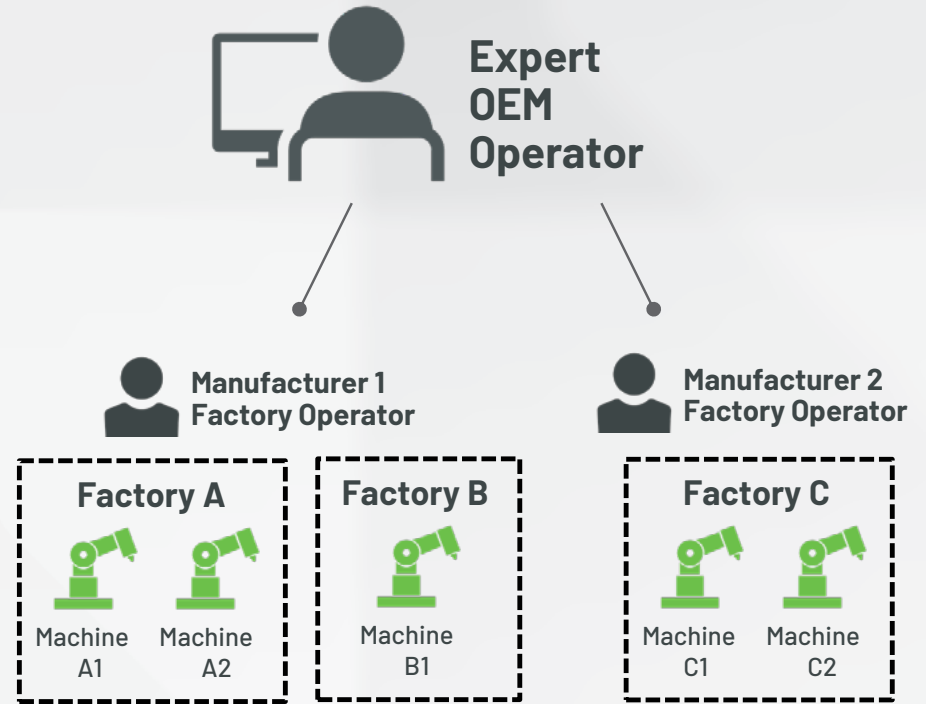 Expert
OEM
Operator
Manufacturer 1
Factory Operator
Manufacturer 2
Factory Operator
Factory A
Machine
A1
Machine
A2
Factory B
Machine
B1
Factory C
Machine
C1
Machine
C2